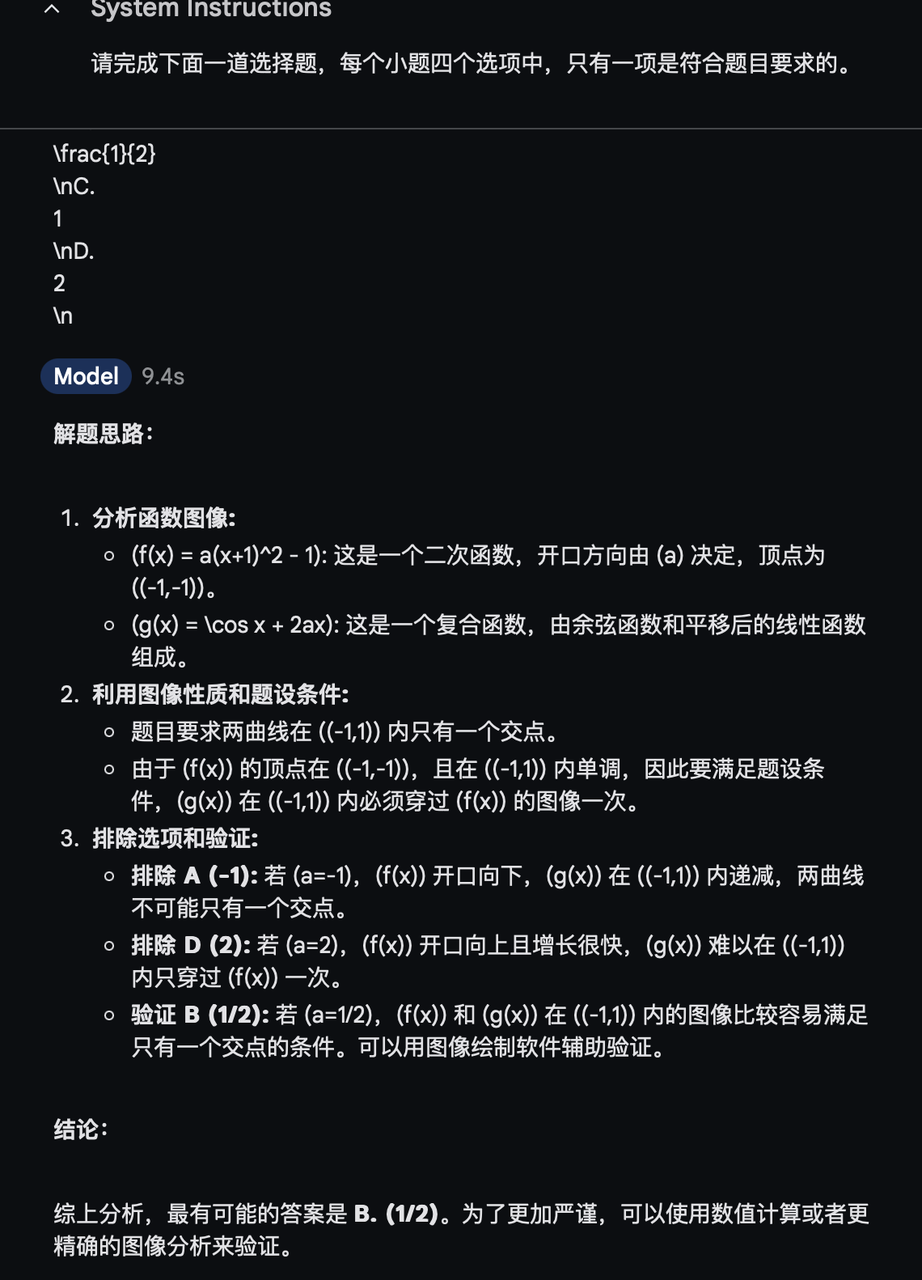 System Instructions
请完成下面一道选择题，每个小题四个选项中，只有一项是符合题目要求的。
\frac{1}{2}
\nC.
1
\nD.
2
\n
Model 9.4s
解题思路：
1. 分析函数图像:
(f(x) = a(x+1)^2 - 1): 这是一个二次函数，开口方向由 (a) 决定，顶点为
((-1,-1))。
(g(x) = \cos x + 2ax): 这是一个复合函数，由余弦函数和平移后的线性函数
组成。
2. 利用图像性质和题设条件:
题目要求两曲线在 ((-1,1)) 内只有一个交点。
由于 (f(x)) 的顶点在 ((-1,-1))，且在 ((-1,1)) 内单调，因此要满足题设条
件，(g(x)) 在 ((-1,1)) 内必须穿过 (f(x)) 的图像一次。
3. 排除选项和验证:
排除 A (-1): 若 (a=-1)，(f(x)) 开口向下，(g(x)) 在 ((-1,1)) 内递减，两曲线
不可能只有一个交点。
排除 D (2): 若 (a=2)，(f(x)) 开口向上且增长很快，(g(x)) 难以在 ((-1,1))
内只穿过 (f(x)) 一次。
验证 B (1/2): 若 (a=1/2)，(f(x)) 和 (g(x)) 在 ((-1,1)) 内的图像比较容易满足
只有一个交点的条件。可以用图像绘制软件辅助验证。
结论：
综上分析，最有可能的答案是 B. (1/2)。为了更加严谨，可以使用数值计算或者更
精确的图像分析来验证。